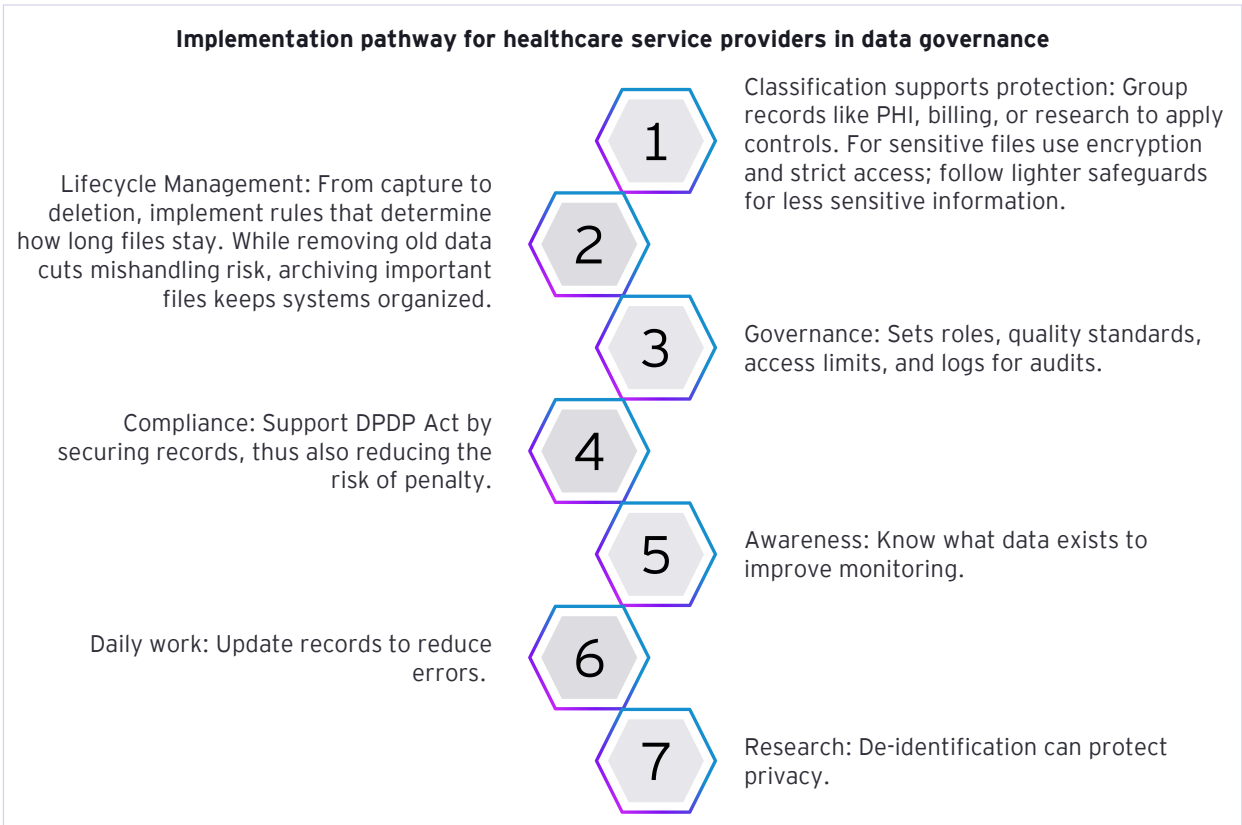 Implementation pathway for healthcare service providers in data governance
1
Classification supports protection: Group
records like PHI, billing, or research to apply
controls. For sensitive files use encryption
and strict access; follow lighter safeguards
for less sensitive information.
Lifecycle Management: From capture to
deletion, implement rules that determine
how long files stay. While removing old data
cuts mishandling risk, archiving important
files keeps systems organized.
2
3
Governance: Sets roles, quality standards,
access limits, and logs for audits.
Compliance: Support DPDP Act by
securing records, thus also reducing the
risk of penalty.
4
5
Awareness: Know what data exists to
improve monitoring.
Daily work: Update records to reduce
errors.
6
7
Research: De-identification can protect
privacy.